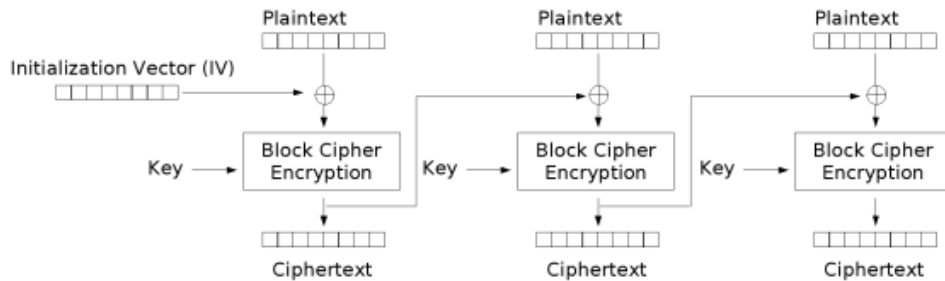 Plaintext
Plaintext
Plaintext
Initialization Vector (IV)
Key
Block Cipher
Encryption
Key
Block Cipher
Encryption
Key
Block Cipher
Encryption
Ciphertext
Ciphertext
Ciphertext